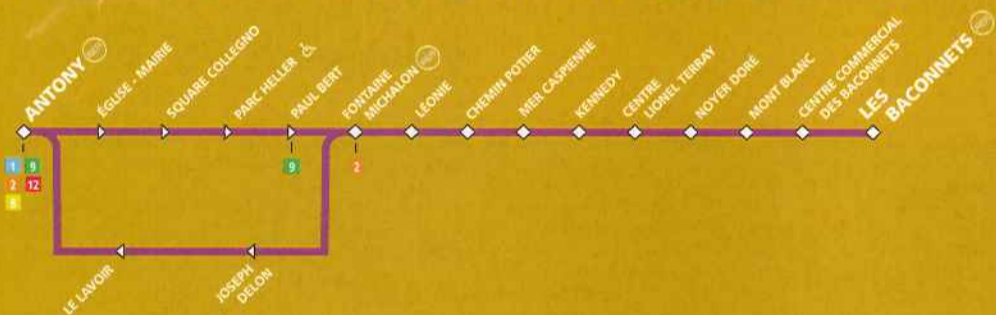 ANTONY
ÉGLISE - MAIRIE
SQUARE COLLEGNO
PARC HELLER
PAUL BERT
FONTAINE
MICHALON
LÉONIE
CHEMIN POTIER
MER CASPIENNE
KENNEDY
CENTRE
LIONEL TERRAY
NOYER DORÉ
MONT BLANC
CENTRE COMMERCIAL
DES BACONNETS
LES
BACONNETS
1 9
2 12
9
2
LE LAVOIR
JOSEPH
DELON